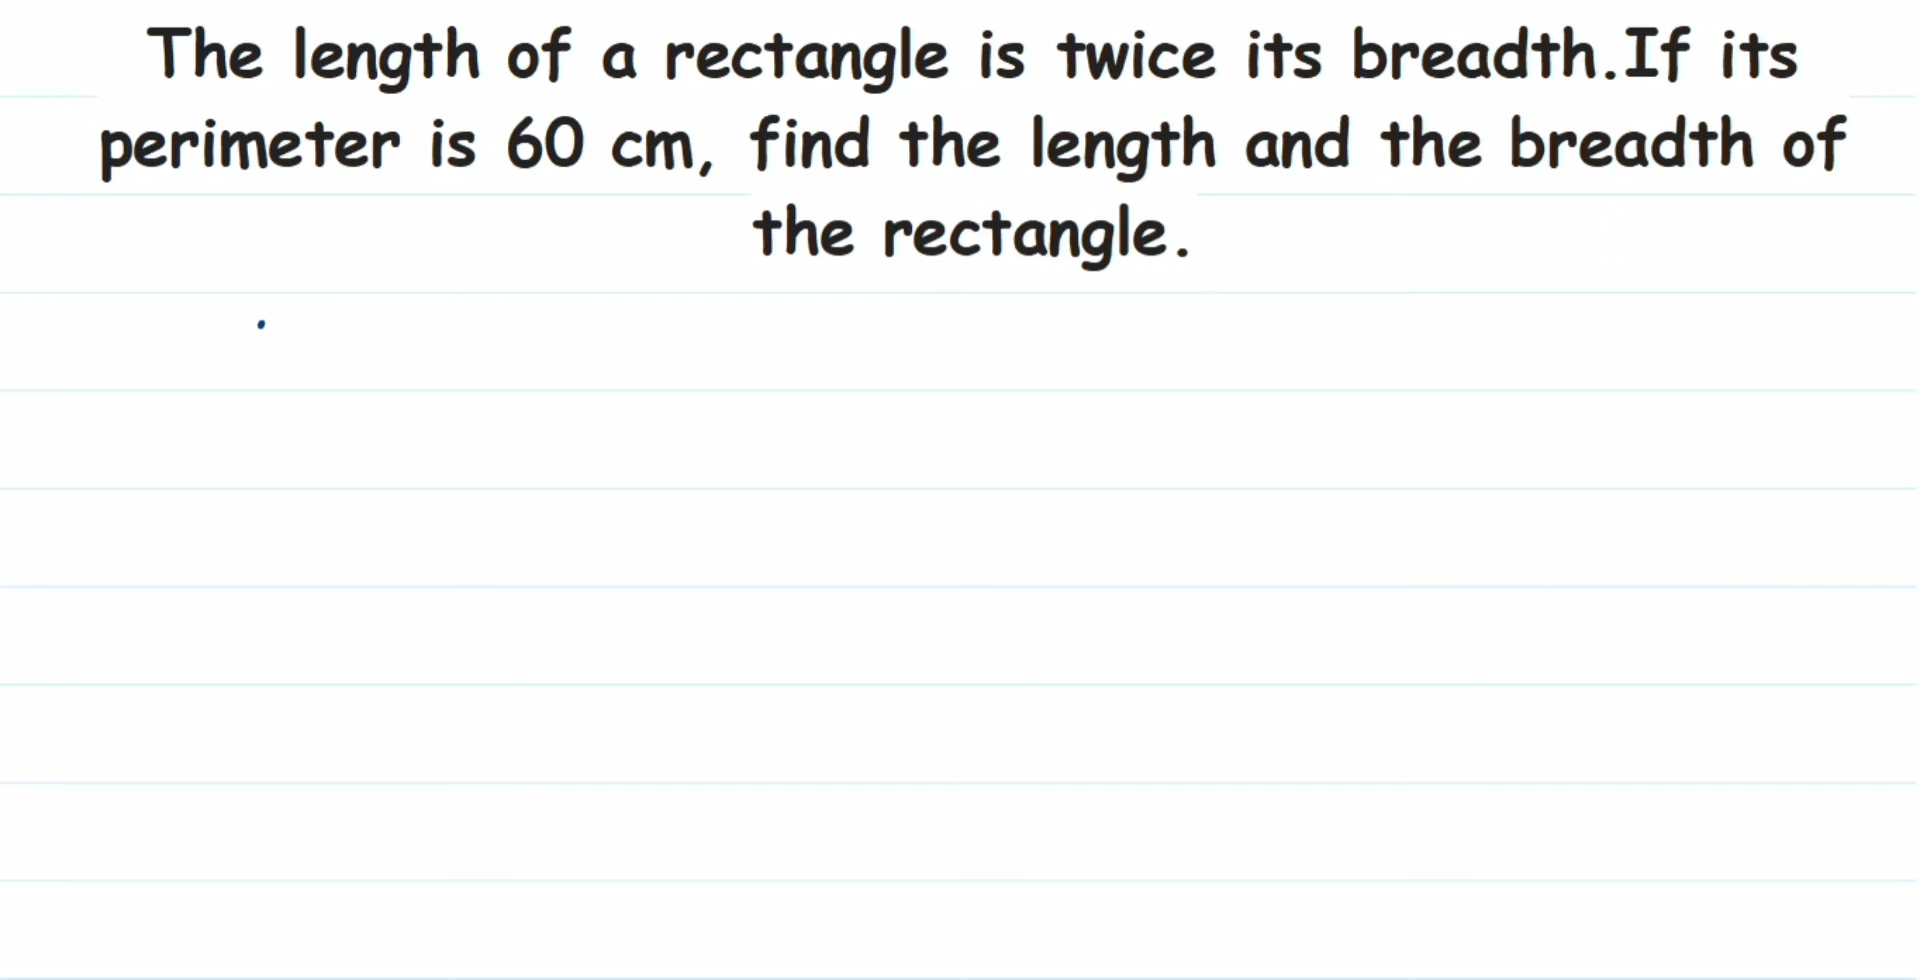 The length of a rectangle is twice its breadth.If its
perimeter is 60 cm, find the length and the breadth of
the rectangle.